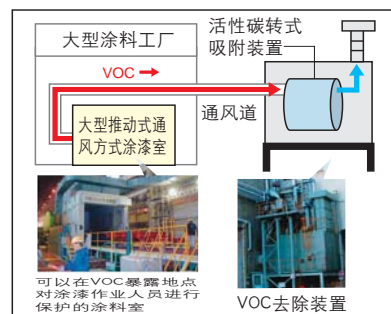 大型涂料工厂
活性碳转式
吸附装置
VOC
通风道
大型推动式通
风方式涂漆室
可以在VOC暴露地点
对涂漆作业人员进行
保护的涂料室
VOC去除装置